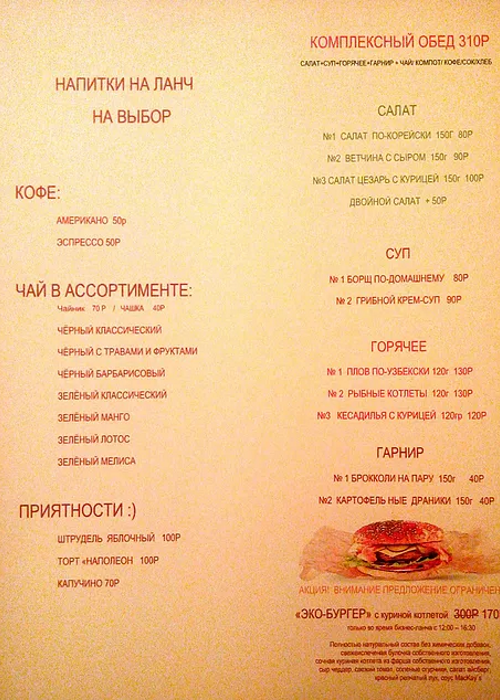 НАПИТКИ НА ЛАНЧ
НА ВЫБОР
КОФЕ:
АМЕРИКАНО 50р
ЭСПРЕССО 50Р
ЧАЙ В АССОРТИМЕНТЕ:
Чайник 70 Р / ЧАШКА 40Р
ЧЁРНЫЙ КЛАССИЧЕСКИЙ
ЧЁРНЫЙ С ТРАВАМИ И ФРУКТАМИ
ЧЁРНЫЙ БАРБАРИСОВЫЙ
ЗЕЛЁНЫЙ КЛАССИЧЕСКИЙ
ЗЕЛЁНЫЙ МАНГО
ЗЕЛЁНЫЙ ЛОТОС
ЗЕЛЁНЫЙ МЕЛИСА
ПРИЯТНОСТИ :)
ШТРУДЕЛЬ ЯБЛОЧНЫЙ 100Р
ТОРТ «НАПОЛЕОН 100Р
КАПУЧИНО 70Р
КОМПЛЕКСНЫЙ ОБЕД 310Р
САЛАТ+СУП+ГОРЯЧЕЕ+ГАРНИР + ЧАЙ/ КОМПОТ/ КОФЕ/СОК/ХЛЕБ
САЛАТ
№1 САЛАТ ПО-КОРЕЙСКИ 150Г 80Р
№2 ВЕТЧИНА С СЫРОМ 150г 90Р
№3 САЛАТ ЦЕЗАРЬ С КУРИЦЕЙ 150г 100Р
ДВОЙНОЙ САЛАТ + 50Р
СУП
№ 1 БОРЩ ПО-ДОМАШНЕМУ 80Р
№ 2 ГРИБНОЙ КРЕМ-СУП 90Р
ГОРЯЧЕЕ
№ 1 ПЛОВ ПО-УЗБЕКСКИ 120г 130Р
№ 2 РЫБНЫЕ КОТЛЕТЫ 120г 130Р
№3 КЕСАДИЛЬЯ С КУРИЦЕЙ 120гр 120Р
ГАРНИР
№ 1 БРОККОЛИ НА ПАРУ 150г 40Р
№2 КАРТОФЕЛЬ НЫЕ ДРАНИКИ 150г 40Р
АКЦИЯ! ВНИМАНИЕ ПРЕДЛОЖЕНИЕ ОГРАНИЧЕН
«ЭКО-БУРГЕР» с куриной котлетой 300Р 170
только во время бизнес-ланча с 12:00 – 16:30
Полностью натуральный состав без химических добавок,
свежеиспеченная булочка собственного изготовления,
сочная куриная котлета из фарша собственного изготовления,
сыр чеддер, свежий томат, соленые огурчики, салат айсберг,
красный репчатый лук, соус MacKay`s